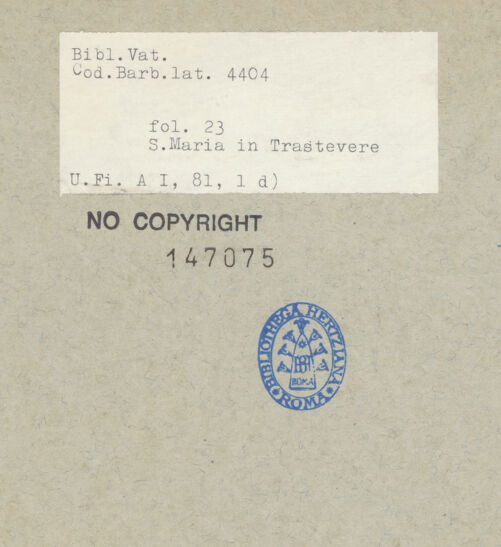 Bibl.Vat.
Cod.Barb.lat. 4404
fol. 23
S.Maria in Trastevere
U.Fi. A I, 81, 1 d)
NO COPYRIGHT
147075
BIBLIOTHECA HERTZIANA
ROMA
ROMA